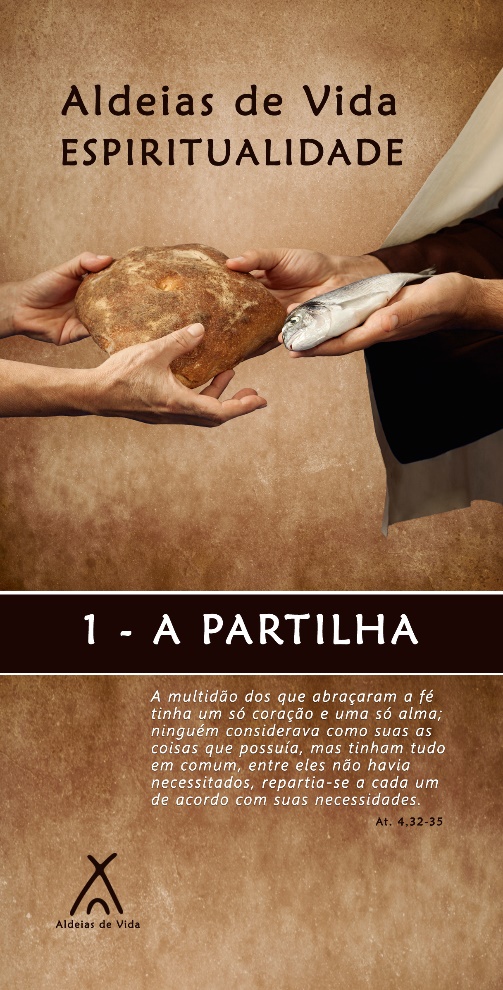 Aldeias de Vida
ESPIRITUALIDADE
1 - A PARTILHA
A multidão dos que abraçaram a fé
tinha um só coração e uma só alma;
ninguém considerava como suas as
coisas que possuía, mas tinham tudo
em comum, entre eles não havia
necessitados, repartia-se a cada um
de acordo com suas necessidades.
At. 4,32-35
Aldeias de Vida